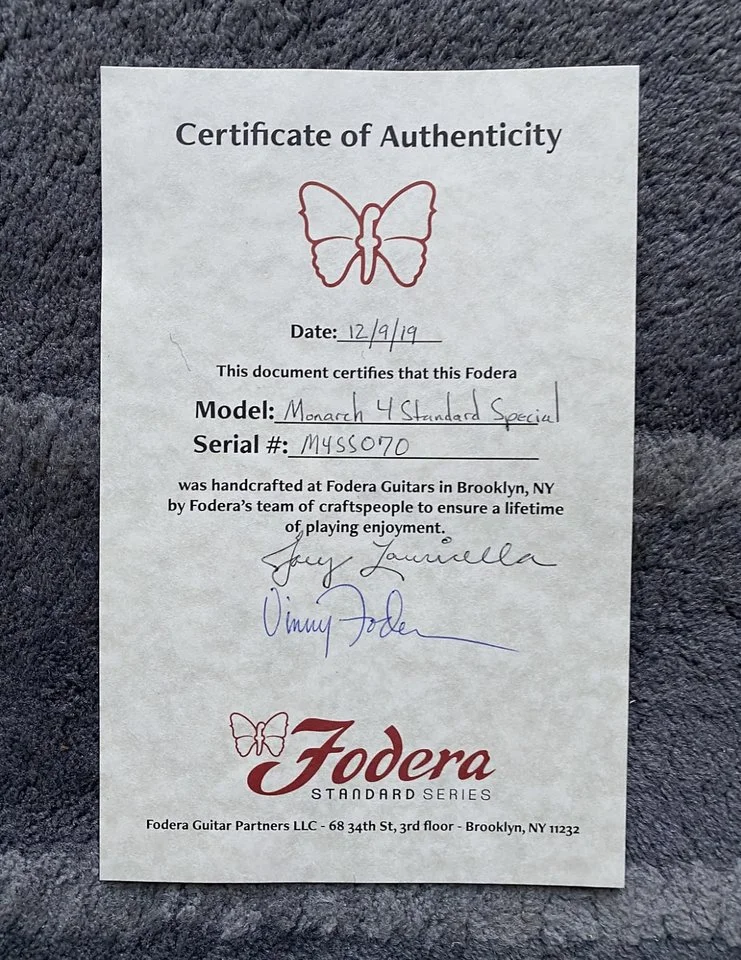 Certificate of Authenticity
Date: 12/9/19
This document certifies that this Fodera
Model: Monarch 4 Standard Special
Serial #: M4SS070
was handcrafted at Fodera Guitars in Brooklyn, NY
by Fodera's team of craftspeople to ensure a lifetime
of playing enjoyment.
Joey Lauricella
Vinny Fodera
Fodera
STANDARD SERIES
Fodera Guitar Partners LLC - 68 34th St, 3rd floor - Brooklyn, NY 11232